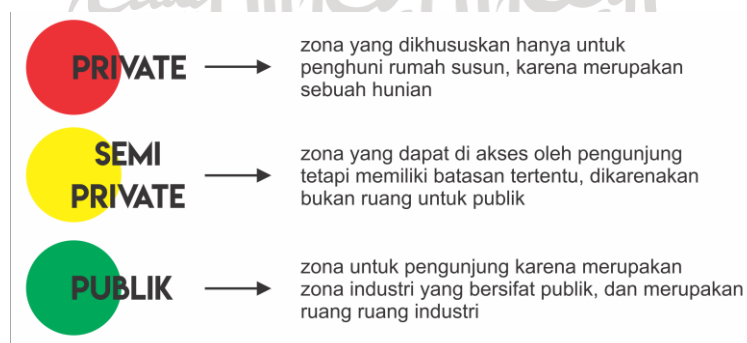 PRIVATE
zona yang dikhususkan hanya untuk
penghuni rumah susun, karena merupakan
sebuah hunian
SEMI
PRIVATE
zona yang dapat di akses oleh pengunjung
tetapi memiliki batasan tertentu, dikarenakan
bukan ruang untuk publik
PUBLIK
zona untuk pengunjung karena merupakan
zona industri yang bersifat publik, dan merupakan
ruang ruang industri